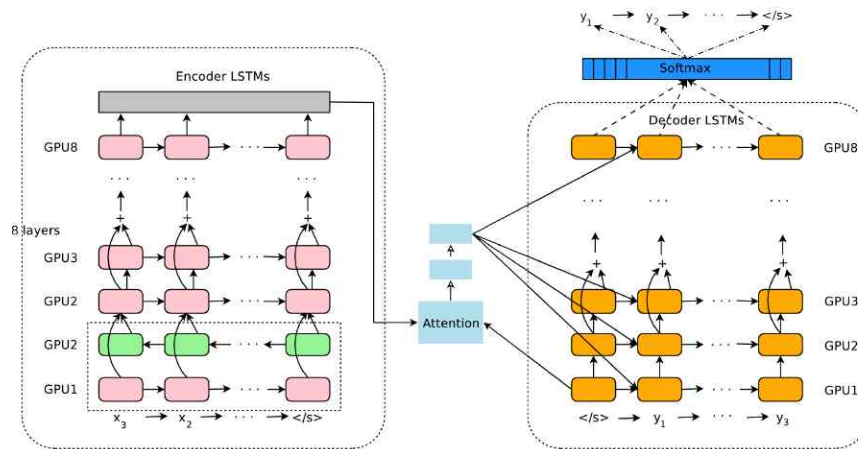 y1 y2 ... </s>
Softmax
Encoder LSTMs
Decoder LSTMs
GPU8
GPU8
8 layers
GPU3
GPU2
GPU2
GPU1
Attention
GPU3
GPU2
GPU1
x3 x2 ... </s>
</s> y1 ... y3